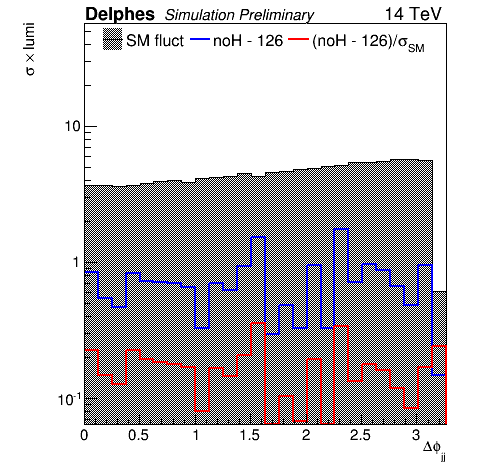 Delphes Simulation Preliminary 14 TeV
σ × lumi
SM fluct noH - 126 (noH - 126)/σSM
10
1
10⁻¹
0 0.5 1 1.5 2 2.5 3
Δϕjj